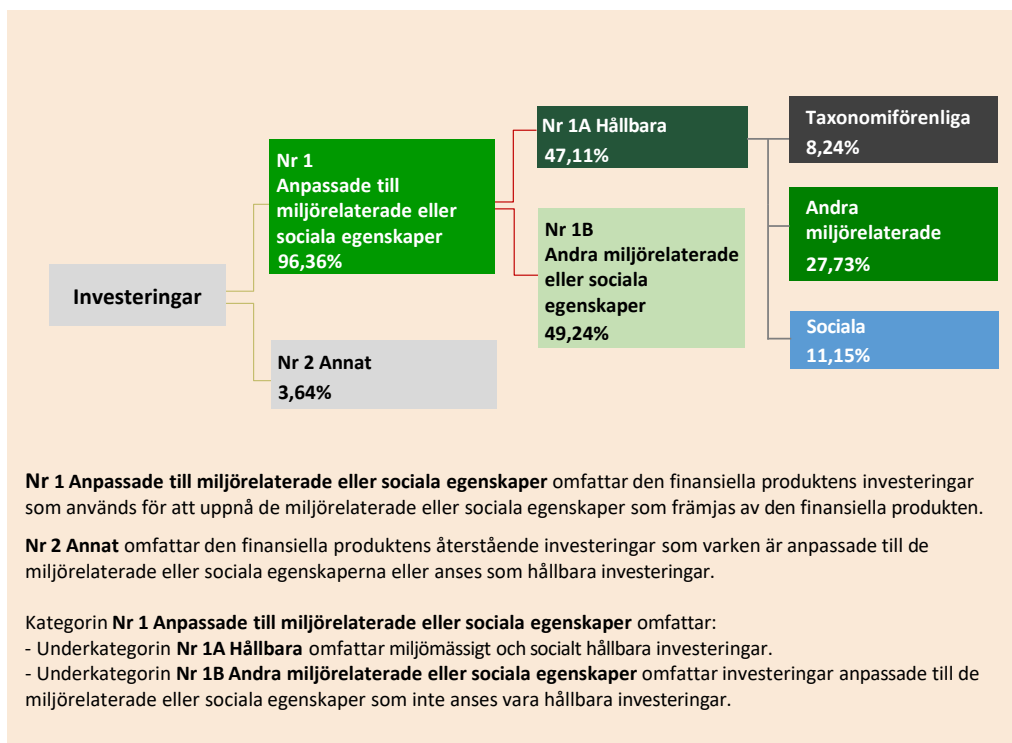 Investeringar
Nr 1
Anpassade till
miljörelaterade eller
sociala egenskaper
96,36%
Nr 2 Annat
3,64%
Nr 1A Hållbara
47,11%
Nr 1B
Andra miljörelaterade
eller sociala
egenskaper
49,24%
Taxonomiförenliga
8,24%
Andra
miljörelaterade
27,73%
Sociala
11,15%
Nr 1 Anpassade till miljörelaterade eller sociala egenskaper omfattar den finansiella produktens investeringar
som används för att uppnå de miljörelaterade eller sociala egenskaper som främjas av den finansiella produkten.
Nr 2 Annat omfattar den finansiella produktens återstående investeringar som varken är anpassade till de
miljörelaterade eller sociala egenskaperna eller anses som hållbara investeringar.
Kategorin Nr 1 Anpassade till miljörelaterade eller sociala egenskaper omfattar:
- Underkategorin Nr 1A Hållbara omfattar miljömässigt och socialt hållbara investeringar.
- Underkategorin Nr 1B Andra miljörelaterade eller sociala egenskaper omfattar investeringar anpassade till de
miljörelaterade eller sociala egenskaper som inte anses vara hållbara investeringar.